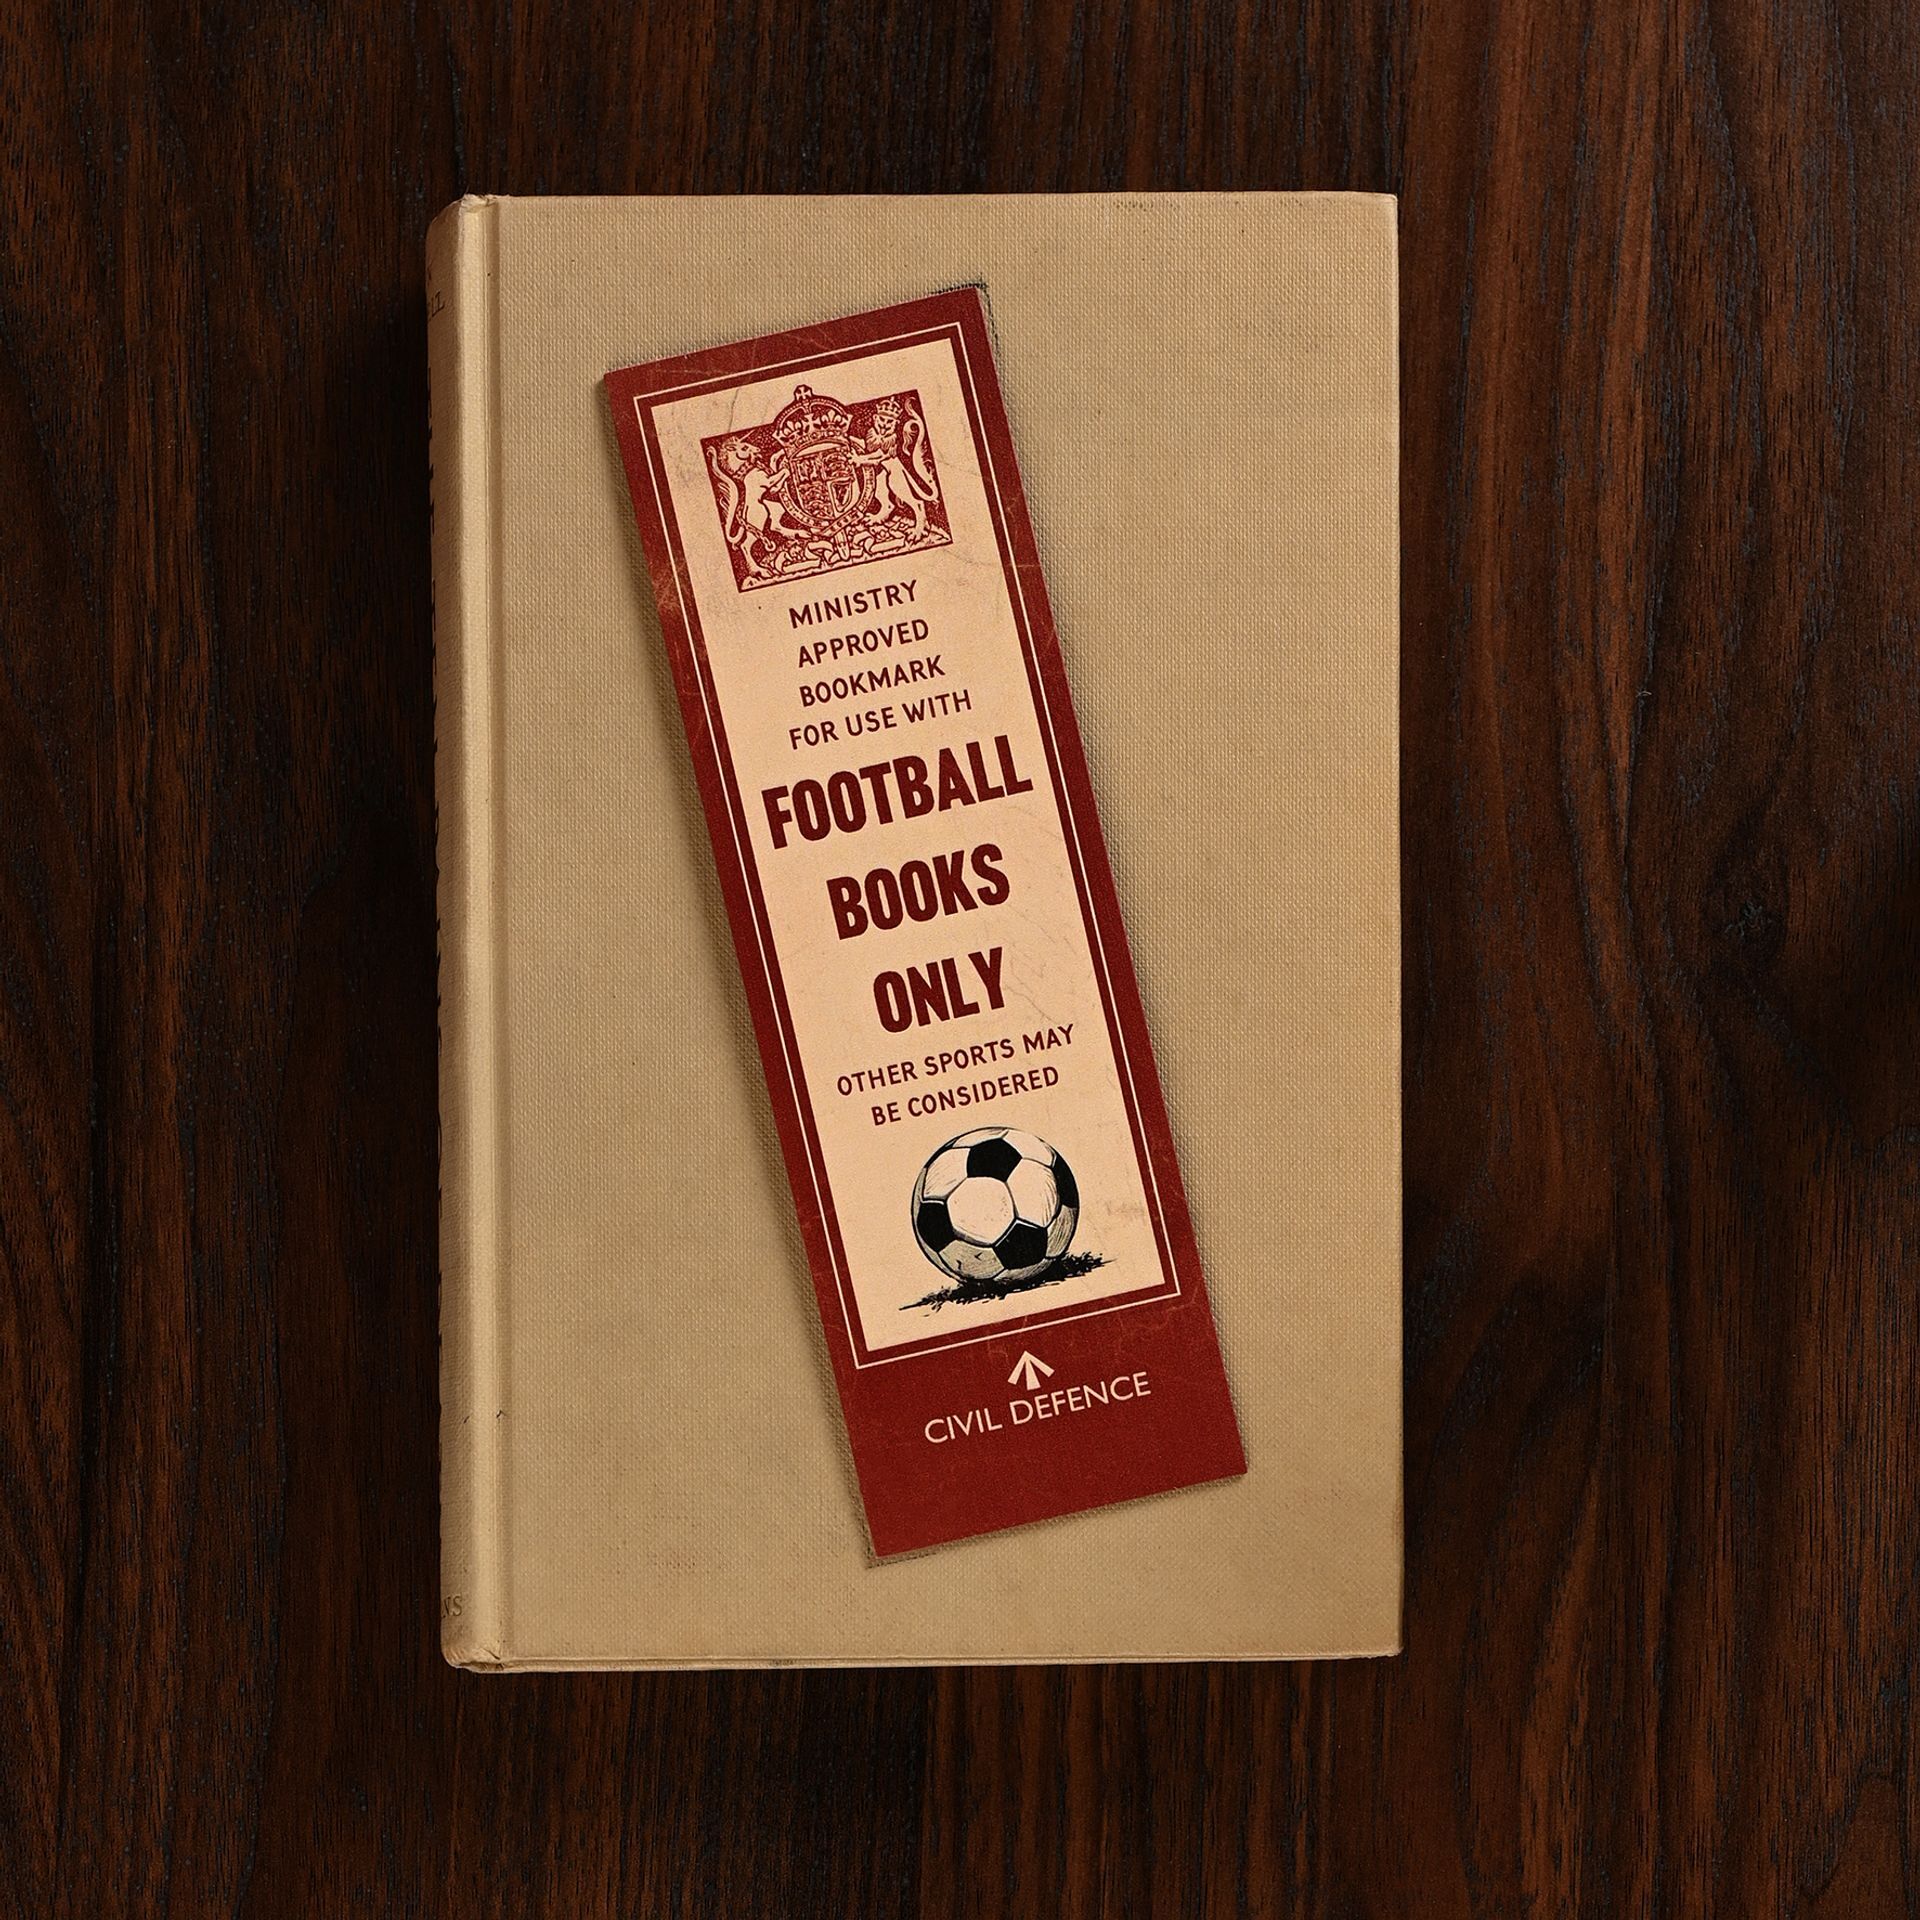 MINISTRY
APPROVED
BOOKMARK
FOR USE WITH
FOOTBALL
BOOKS
ONLY
OTHER SPORTS MAY
BE CONSIDERED
CIVIL DEFENCE